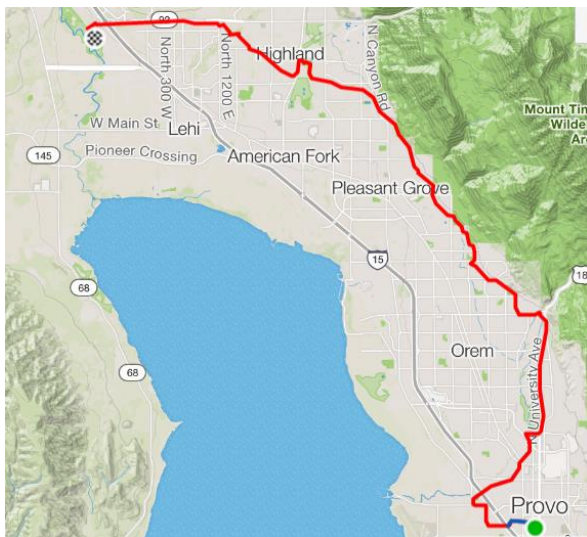 92
North 300 W
North 1200 E
Highland
N Canyon Rd
Mount Tim
Wilde
Ar
W Main St
Lehi
145
Pioneer Crossing
American Fork
Pleasant Grove
15
68
18
68
Orem
N University Ave
Provo